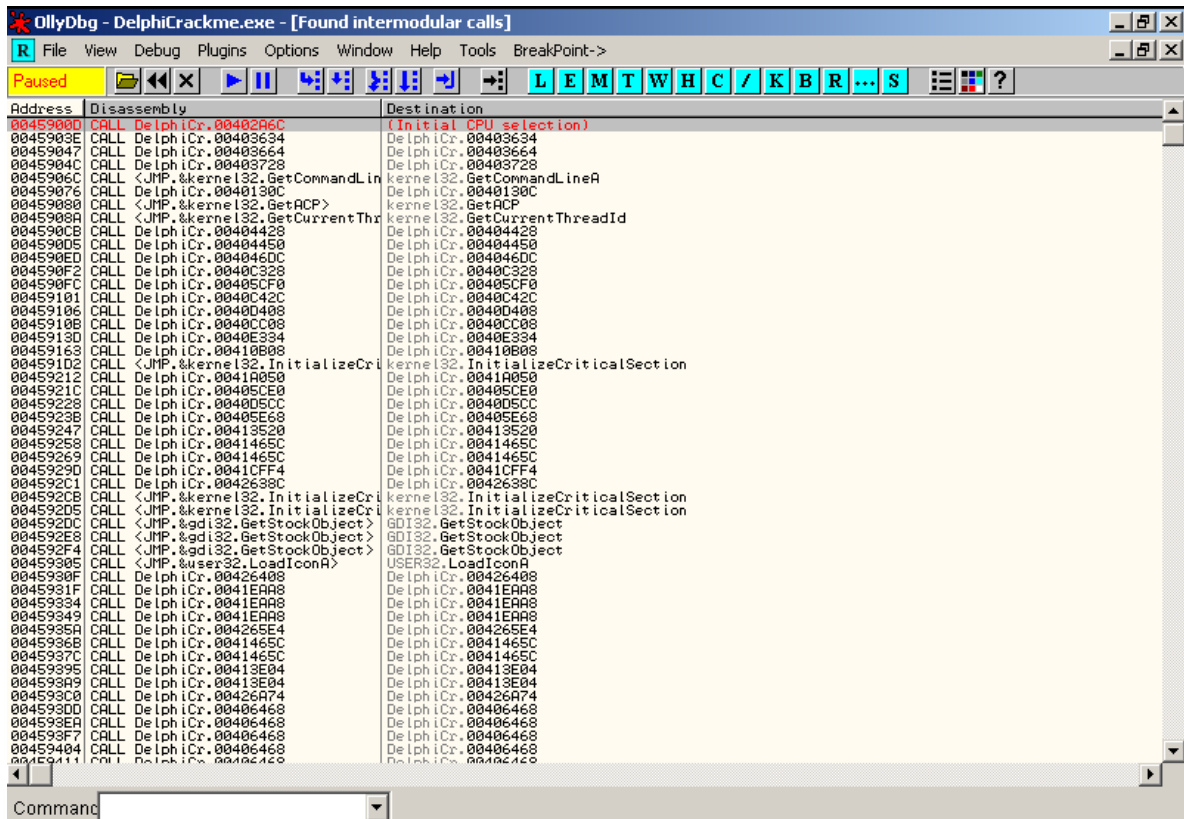 OllyDbg - DelphiCrackme.exe - [Found intermodular calls]
R File View Debug Plugins Options Window Help Tools BreakPoint->
Paused L E M T W H C / K B R ... S ?
Address Disassembly Destination
0045900D CALL DelphiCr.00402A6C (Initial CPU selection)
0045903E CALL DelphiCr.00403634 DelphiCr.00403634
00459047 CALL DelphiCr.00403664 DelphiCr.00403664
0045904C CALL DelphiCr.00403728 DelphiCr.00403728
0045906C CALL <JMP.&kernel32.GetCommandLin kernel32.GetCommandLineA
00459076 CALL DelphiCr.0040130C DelphiCr.0040130C
00459080 CALL <JMP.&kernel32.GetACP> kernel32.GetACP
0045908A CALL <JMP.&kernel32.GetCurrentThr kernel32.GetCurrentThreadId
004590CB CALL DelphiCr.00404428 DelphiCr.00404428
004590D5 CALL DelphiCr.00404450 DelphiCr.00404450
004590ED CALL DelphiCr.004046DC DelphiCr.004046DC
004590F2 CALL DelphiCr.0040C328 DelphiCr.0040C328
004590FC CALL DelphiCr.00405CF0 DelphiCr.00405CF0
00459101 CALL DelphiCr.0040C42C DelphiCr.0040C42C
00459106 CALL DelphiCr.0040D408 DelphiCr.0040D408
0045910B CALL DelphiCr.0040CC08 DelphiCr.0040CC08
0045913D CALL DelphiCr.0040E334 DelphiCr.0040E334
00459163 CALL DelphiCr.00410B08 DelphiCr.00410B08
004591D2 CALL <JMP.&kernel32.InitializeCri kernel32.InitializeCriticalSection
00459212 CALL DelphiCr.0041A050 DelphiCr.0041A050
0045921C CALL DelphiCr.00405CE0 DelphiCr.00405CE0
00459228 CALL DelphiCr.0040D5CC DelphiCr.0040D5CC
0045923B CALL DelphiCr.00405E68 DelphiCr.00405E68
00459247 CALL DelphiCr.00413520 DelphiCr.00413520
00459258 CALL DelphiCr.0041465C DelphiCr.0041465C
00459269 CALL DelphiCr.0041465C DelphiCr.0041465C
0045929D CALL DelphiCr.0041CFF4 DelphiCr.0041CFF4
004592C1 CALL DelphiCr.0042638C DelphiCr.0042638C
004592CB CALL <JMP.&kernel32.InitializeCri kernel32.InitializeCriticalSection
004592D5 CALL <JMP.&kernel32.InitializeCri kernel32.InitializeCriticalSection
004592DC CALL <JMP.&gdi32.GetStockObject> GDI32.GetStockObject
004592E8 CALL <JMP.&gdi32.GetStockObject> GDI32.GetStockObject
004592F4 CALL <JMP.&gdi32.GetStockObject> GDI32.GetStockObject
00459305 CALL <JMP.&user32.LoadIconA> USER32.LoadIconA
0045930F CALL DelphiCr.00426408 DelphiCr.00426408
0045931F CALL DelphiCr.0041EAA8 DelphiCr.0041EAA8
00459334 CALL DelphiCr.0041EAA8 DelphiCr.0041EAA8
00459349 CALL DelphiCr.0041EAA8 DelphiCr.0041EAA8
0045935A CALL DelphiCr.004265E4 DelphiCr.004265E4
0045936B CALL DelphiCr.0041465C DelphiCr.0041465C
0045937C CALL DelphiCr.0041465C DelphiCr.0041465C
00459395 CALL DelphiCr.00413E04 DelphiCr.00413E04
004593A9 CALL DelphiCr.00413E04 DelphiCr.00413E04
004593C0 CALL DelphiCr.00426A74 DelphiCr.00426A74
004593DD CALL DelphiCr.00406468 DelphiCr.00406468
004593EA CALL DelphiCr.00406468 DelphiCr.00406468
004593F7 CALL DelphiCr.00406468 DelphiCr.00406468
00459404 CALL DelphiCr.00406468 DelphiCr.00406468
00459411 CALL DelphiCr.00406468 DelphiCr.00406468
Command